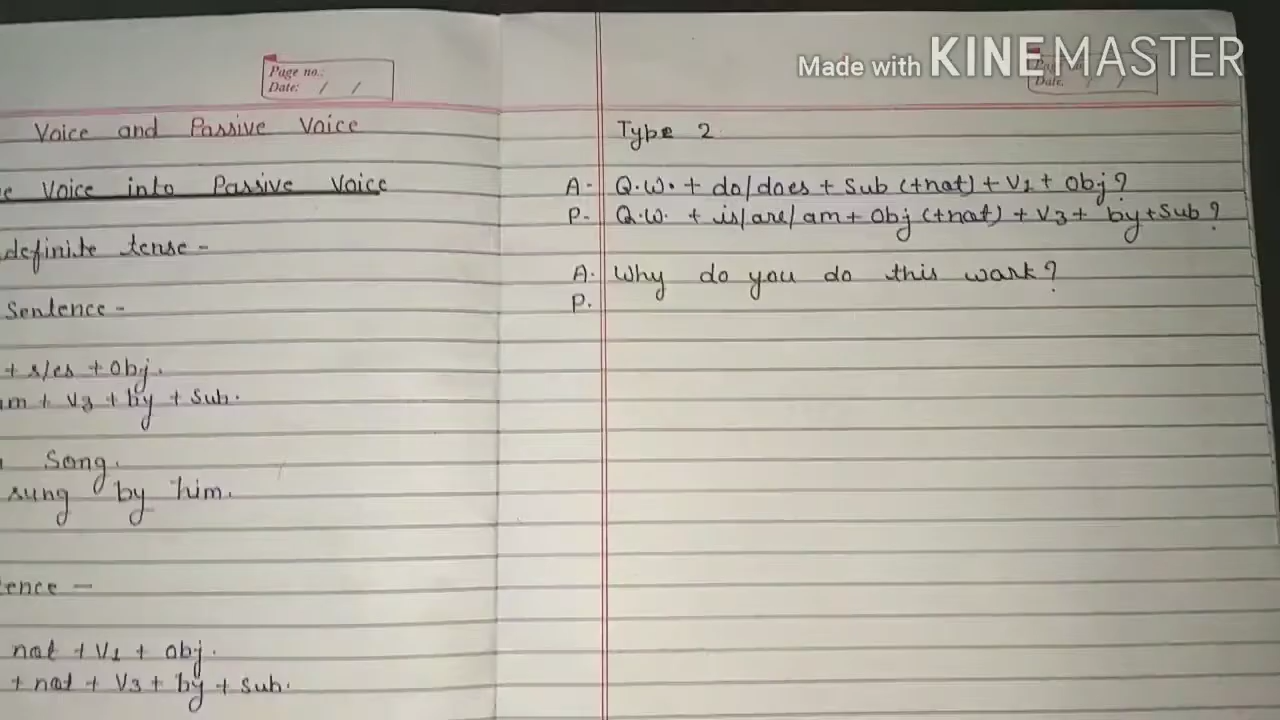 Made with KINEMASTER
Page no.:
Date: / /
Voice and Passive Voice
Voice into Passive Voice
definite tense -
Sentence -
+ s/es + obj.
+ V3 + by + sub.
Song.
sung by him.
not + V1 + obj.
+ not + V3 + by + sub.
Date: / /
Type 2
A- Q.W. + do/does + Sub (+not) + V1 + Obj?
P- Q.W. + is/are/am + Obj (+not) + V3 + by + Sub?
A. Why do you do this work?
P.